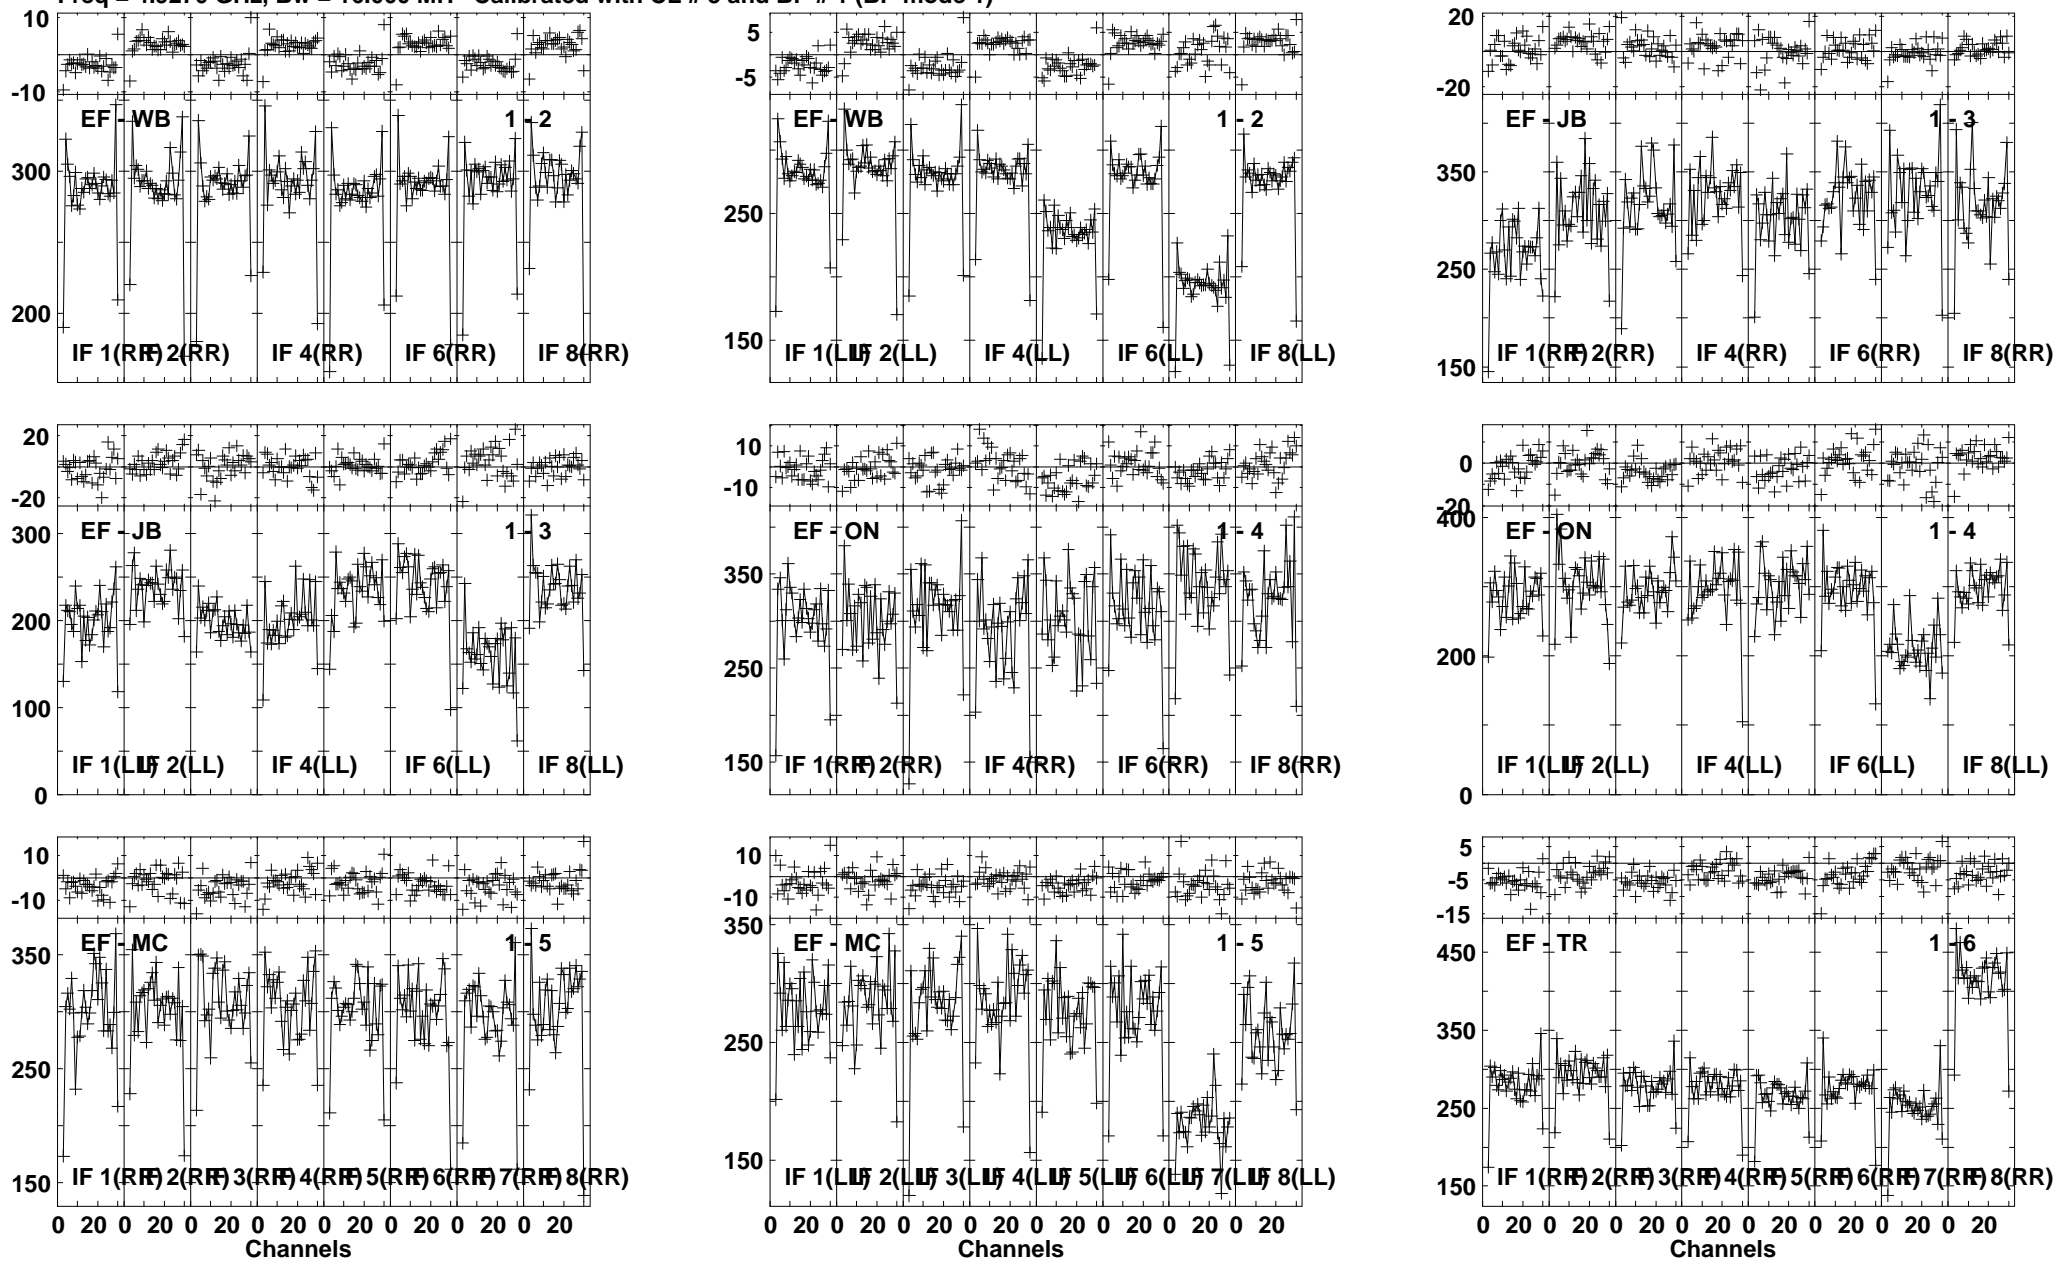 10
-10
EF - WB
1 - 2
300
200
IF 1(RR) IF 2(RR) IF 4(RR) IF 6(RR) IF 8(RR)
5
-5
EF - WB
1 - 2
250
150
IF 1(LL) IF 2(LL) IF 4(LL) IF 6(LL) IF 8(LL)
20
-20
EF - JB
1 - 3
350
250
150
IF 1(RR) IF 2(RR) IF 4(RR) IF 6(RR) IF 8(RR)
20
-20
300
EF - JB
1 - 3
200
100
0
IF 1(LL) IF 2(LL) IF 4(LL) IF 6(LL) IF 8(LL)
10
-10
EF - ON
1 - 4
350
250
150
IF 1(RR) IF 2(RR) IF 4(RR) IF 6(RR) IF 8(RR)
0
-20
400
EF - ON
1 - 4
200
0
IF 1(LL) IF 2(LL) IF 4(LL) IF 6(LL) IF 8(LL)
10
-10
EF - MC
1 - 5
350
250
150
IF 1(RR) IF 2(RR) IF 3(RR) IF 4(RR) IF 5(RR) IF 6(RR) IF 7(RR) IF 8(RR)
0 20 0 20 0 20 0 20 0 20 0 20 0 20 0 20
Channels
10
-10
350
EF - MC
1 - 5
250
150
IF 1(LL) IF 2(LL) IF 3(LL) IF 4(LL) IF 5(LL) IF 6(LL) IF 7(LL) IF 8(LL)
0 20 0 20 0 20 0 20 0 20 0 20 0 20 0 20
Channels
5
-5
-15
EF - TR
1 - 6
450
350
250
150
IF 1(RR) IF 2(RR) IF 3(RR) IF 4(RR) IF 5(RR) IF 6(RR) IF 7(RR) IF 8(RR)
0 20 0 20 0 20 0 20 0 20 0 20 0 20 0 20
Channels